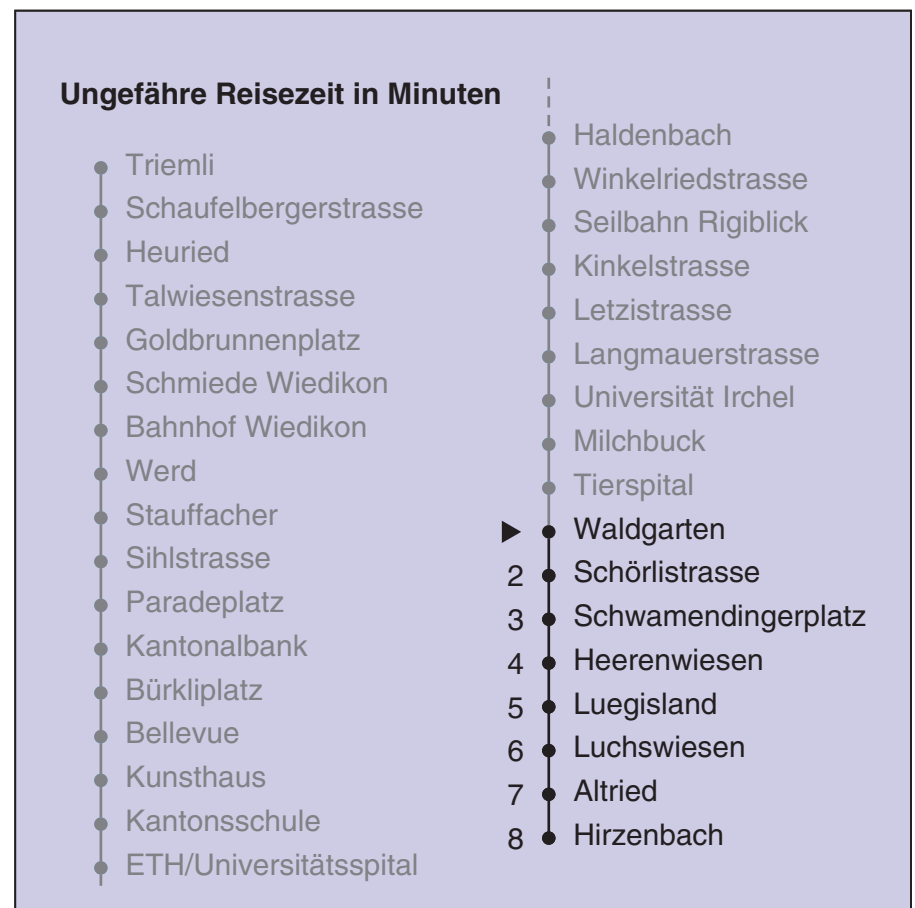 Ungefähre Reisezeit in Minuten
Triemli
Schaufelbergerstrasse
Heuried
Talwiesenstrasse
Goldbrunnenplatz
Schmiede Wiedikon
Bahnhof Wiedikon
Werd
Stauffacher
Sihlstrasse
Paradeplatz
Kantonalbank
Bürkliplatz
Bellevue
Kunsthaus
Kantonsschule
ETH/Universitätsspital
Haldenbach
Winkelriedstrasse
Seilbahn Rigiblick
Kinkelstrasse
Letzistrasse
Langmauerstrasse
Universität Irchel
Milchbuck
Tierspital
Waldgarten
2 Schörlistrasse
3 Schwamendingerplatz
4 Heerenwiesen
5 Luegisland
6 Luchswiesen
7 Altried
8 Hirzenbach